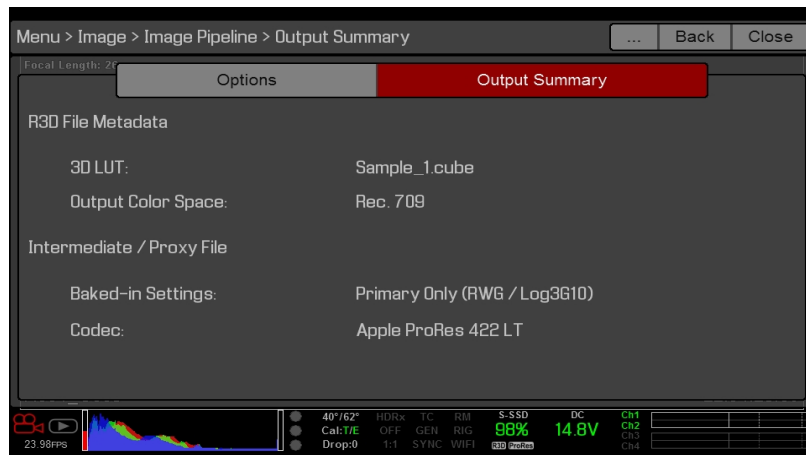 Menu > Image > Image Pipeline > Output Summary ... Back Close
Focal Length: 26
Options Output Summary
R3D File Metadata
3D LUT: Sample_1.cube
Output Color Space: Rec. 709
Intermediate / Proxy File
Baked-in Settings: Primary Only (RWG / Log3G10)
Codec: Apple ProRes 422 LT
40°/62° HDRx TC RM S-SSD DC Ch1
Cal:T/E OFF GEN RIG 98% 14.8V Ch2
Ch3
23.98FPS Drop:0 1:1 SYNC WIFI R3D ProRes Ch4